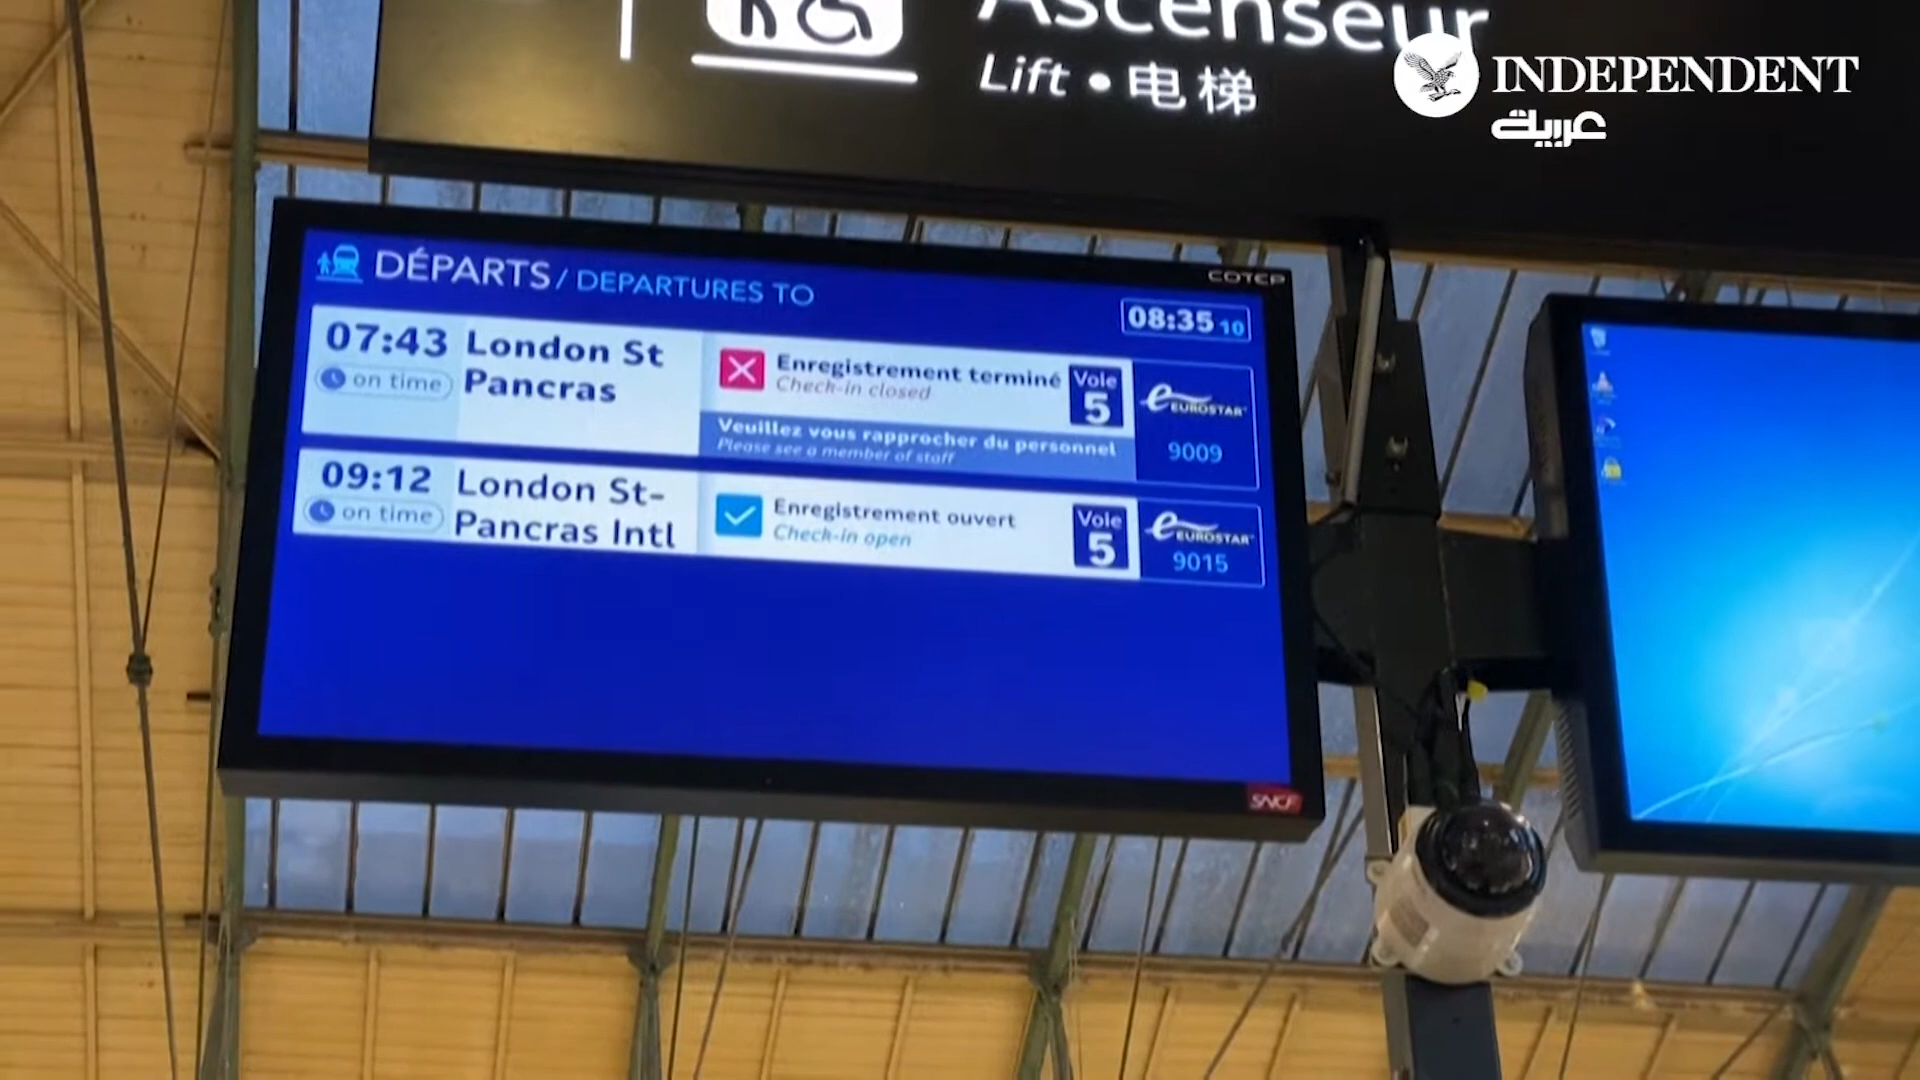 Ascenseur
Lift • 电梯
INDEPENDENT
عربية
COTEP
DÉPARTS / DEPARTURES TO
08:35 10
07:43 London St Pancras
on time
Enregistrement terminé
Check-in closed
Voie 5
EUROSTAR
9009
Veuillez vous rapprocher du personnel
Please see a member of staff
09:12 London St-Pancras Intl
on time
Enregistrement ouvert
Check-in open
Voie 5
EUROSTAR
9015
SNCF